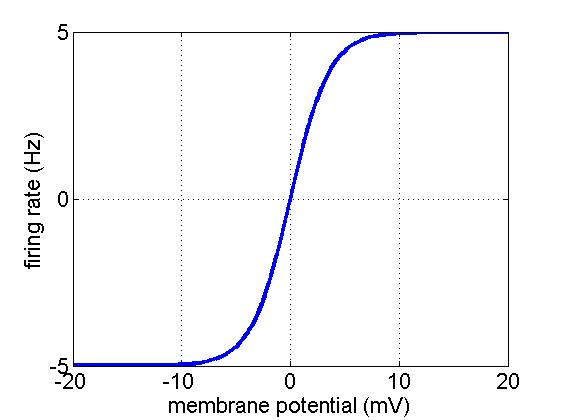 5
0
-5
firing rate (Hz)
-20 -10 0 10 20
membrane potential (mV)